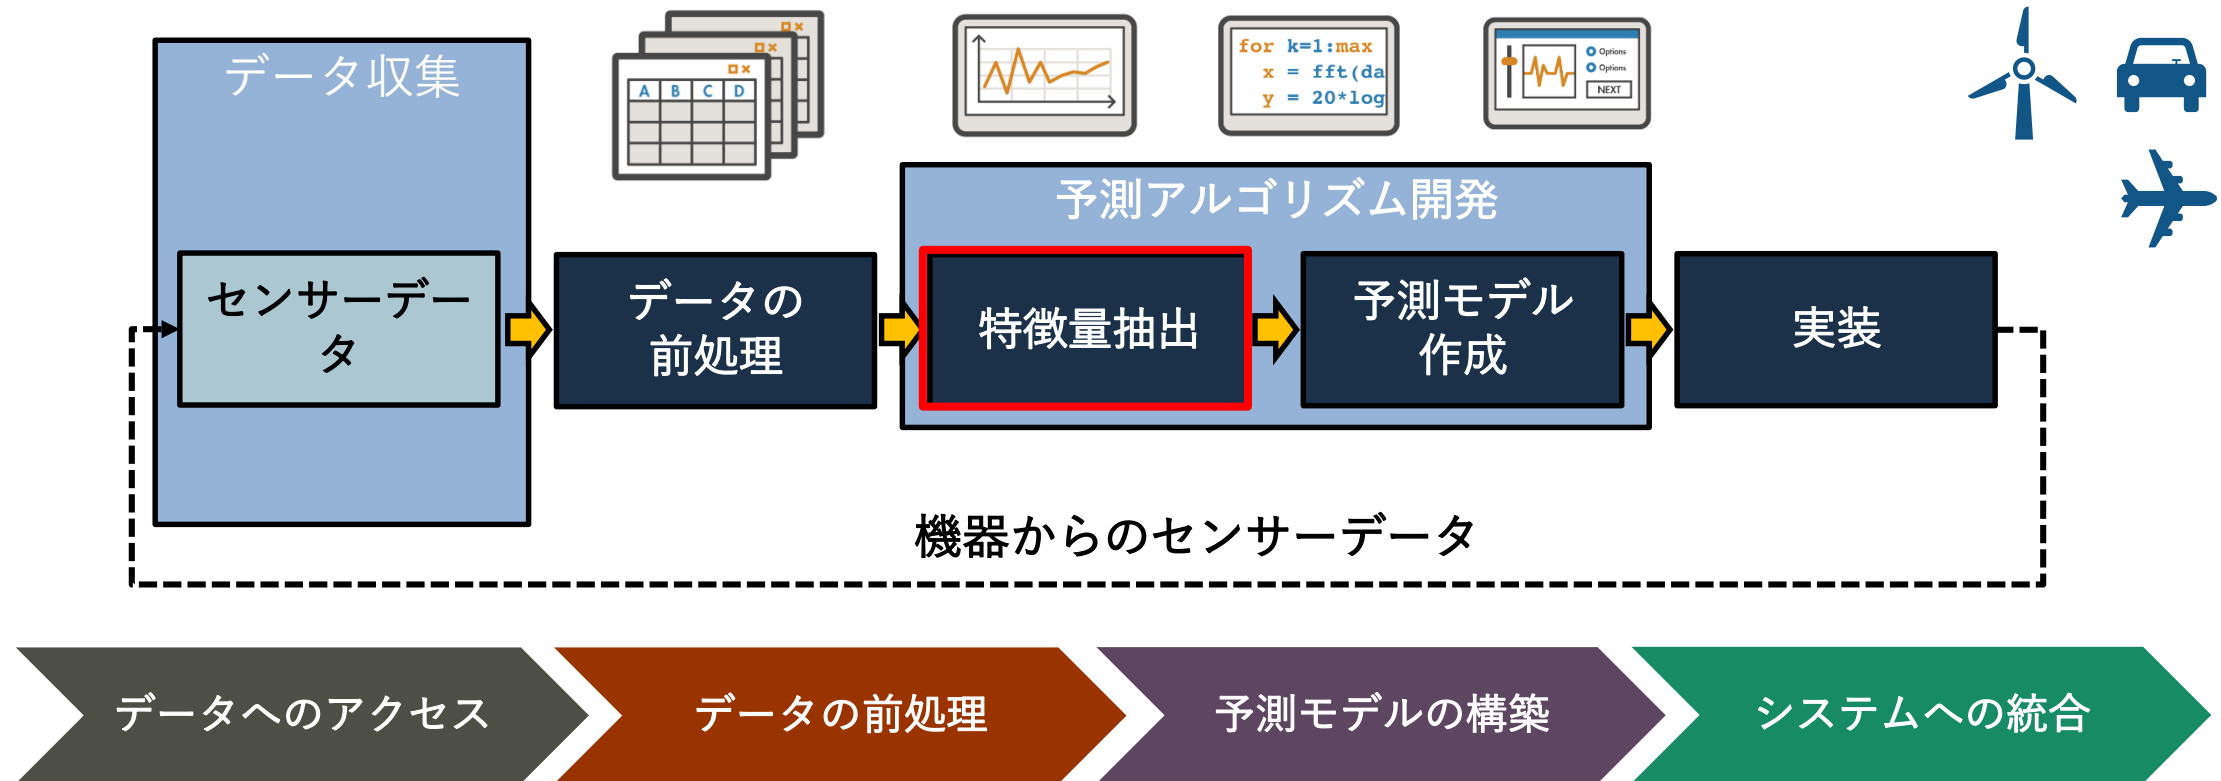 データ収集
A B C D
for k=1:max
x = fft(da
y = 20*log
Options
Options
NEXT
予測アルゴリズム開発
センサーデー
タ
データの
前処理
特徴量抽出
予測モデル
作成
実装
機器からのセンサーデータ
データへのアクセス
データの前処理
予測モデルの構築
システムへの統合